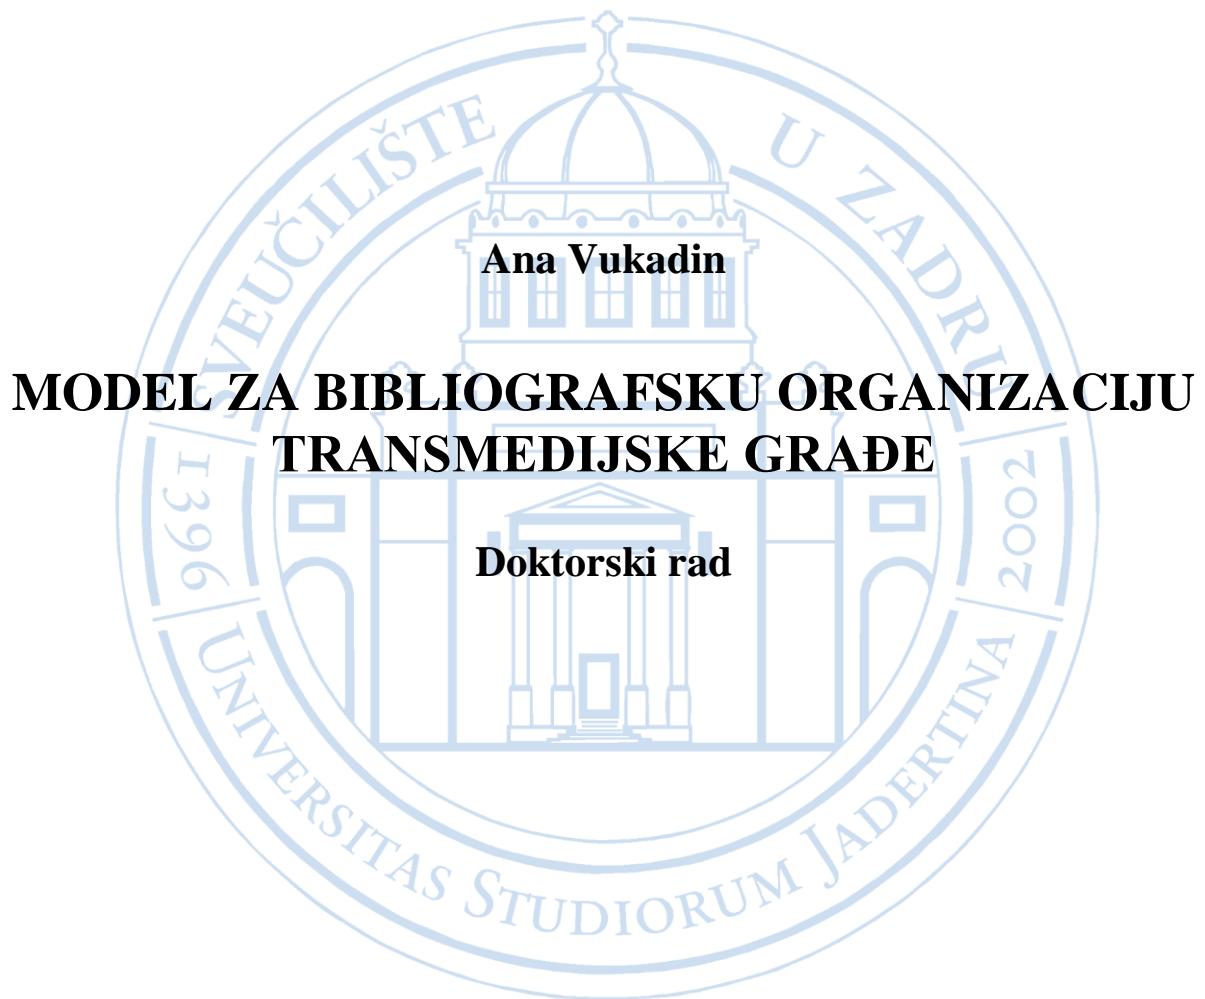 SVEUČILIŠTE U ZADRU
Ana Vukadin
MODEL ZA BIBLIOGRAFSKU ORGANIZACIJU
TRANSMEDIJSKE GRAĐE
1396
2002
Doktorski rad
UNIVERSITAS STUDIORUM JADERTINA